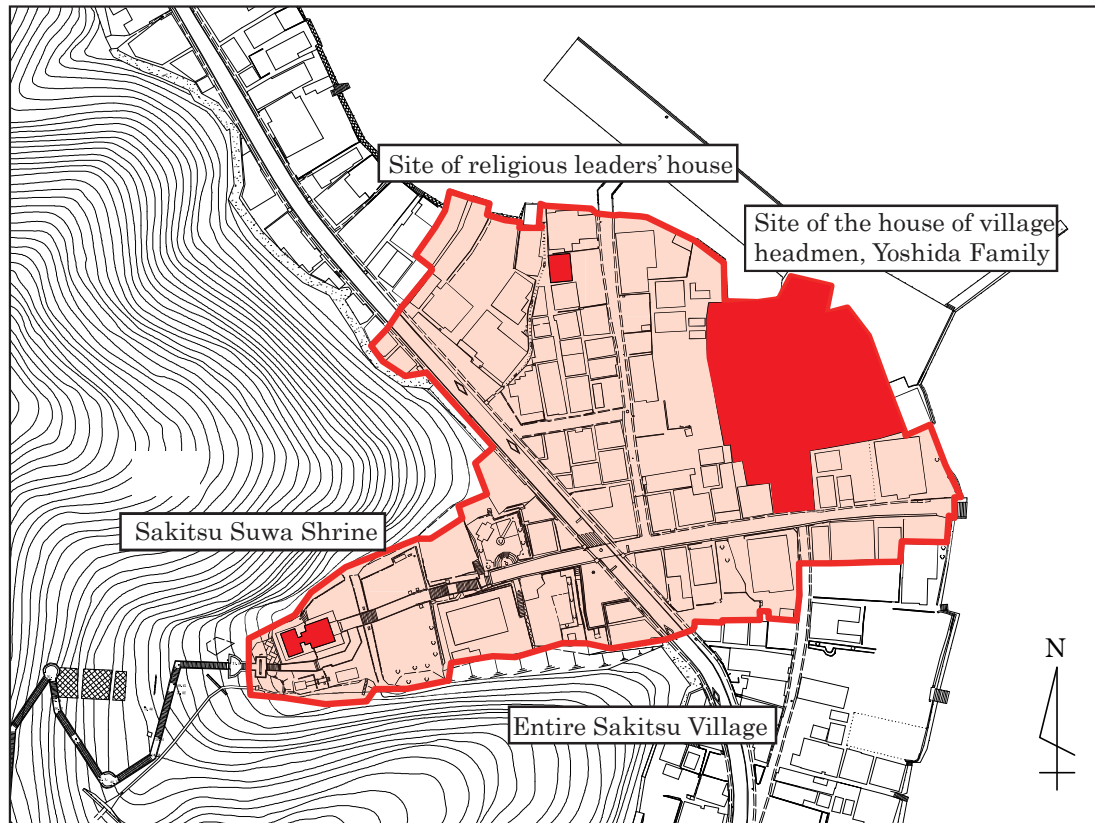 Site of religious leaders' house
Site of the house of village
headmen, Yoshida Family
Sakitsu Suwa Shrine
N
Entire Sakitsu Village